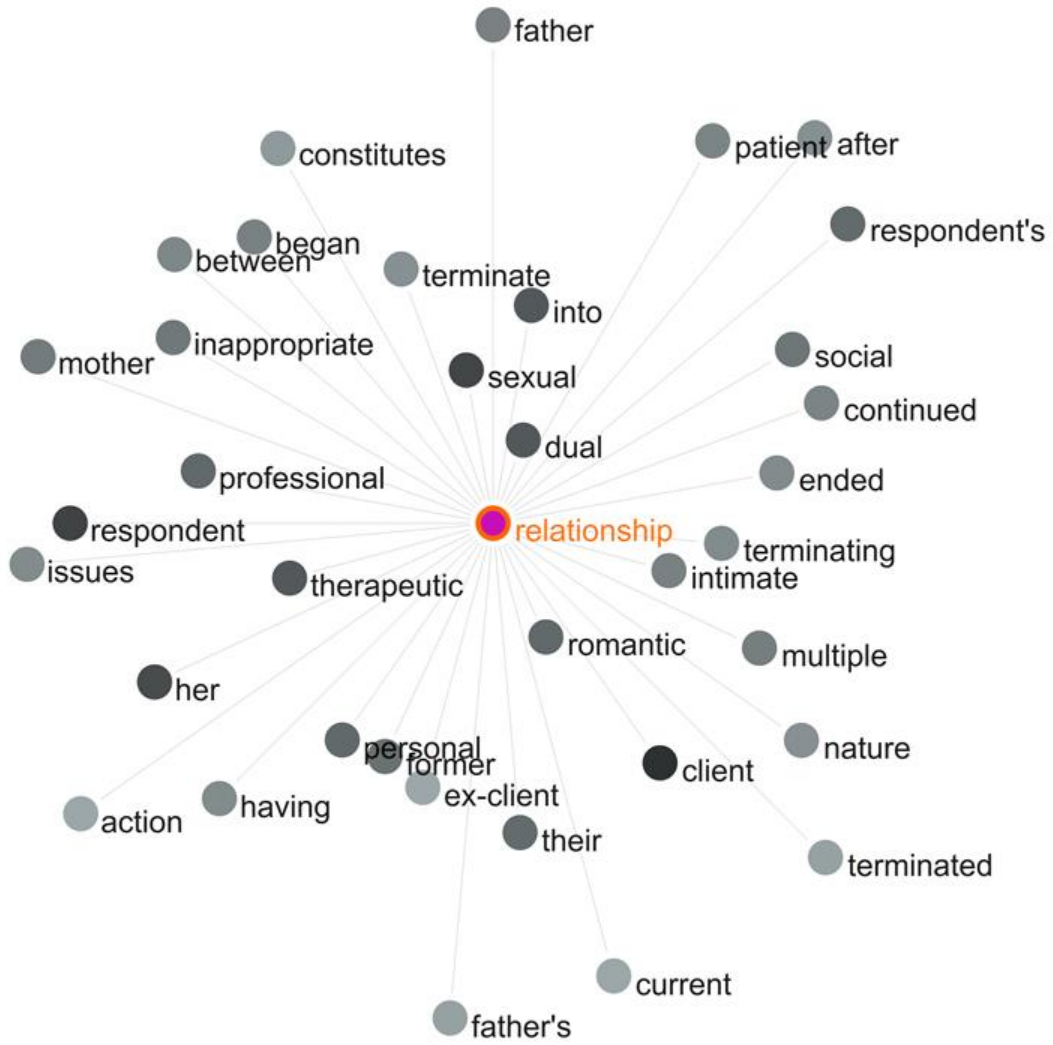 father
constitutes
patient
after
respondent's
began
between
terminate
into
inappropriate
mother
social
sexual
continued
dual
professional
ended
respondent
relationship
terminating
issues
intimate
therapeutic
romantic
multiple
her
personal
nature
former
client
ex-client
having
action
their
terminated
current
father's